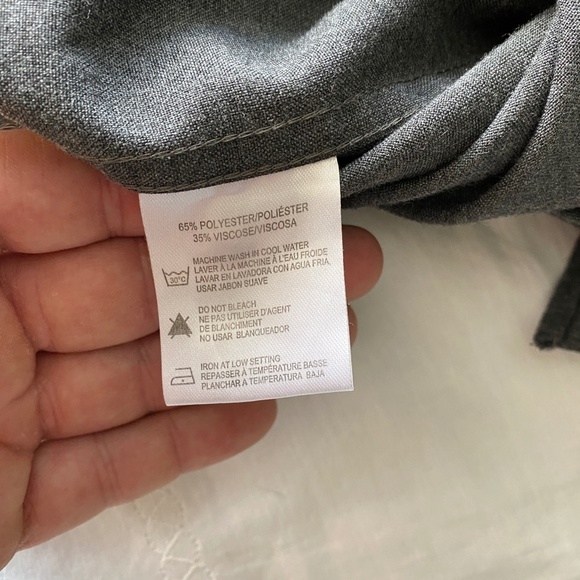 65% POLYESTER/POLIÉSTER
35% VISCOSE/VISCOSA
MACHINE WASH IN COOL WATER
LAVER À LA MACHINE À L'EAU FROIDE
LAVAR EN LAVADORA CON AGUA FRIA,
USAR JABON SUAVE
30°C
DO NOT BLEACH
NE PAS UTILISER D'AGENT
DE BLANCHIMENT
NO USAR BLANQUEADOR
IRON AT LOW SETTING
REPASSER À TEMPÉRATURE BASSE
PLANCHAR A TEMPERATURA BAJA